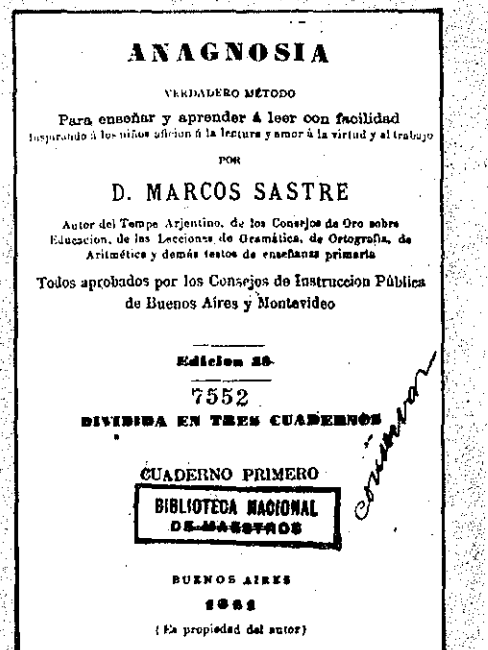 ANAGNOSIA
VERDADERO MÉTODO
Para enseñar y aprender á leer con facilidad
Inspirando á los niños aficion á la lectura y amor á la virtud y al trabajo
POR
D. MARCOS SASTRE
Autor del Tempe Arjentino, de los Consejos de Oro sobre
Educacion, de las Lecciones de Gramática, de Ortografia, de
Aritmética y demás testos de enseñanza primaria
Todos aprobados por los Consejos de Instruccion Pública
de Buenos Aires y Montevideo
Edicion
7552
DIVIDIDA EN TRES CUADERNOS
CUADERNO PRIMERO
BIBLIOTECA NACIONAL
DE MAESTROS
BUENOS AIRES
(Es propiedad del autor)